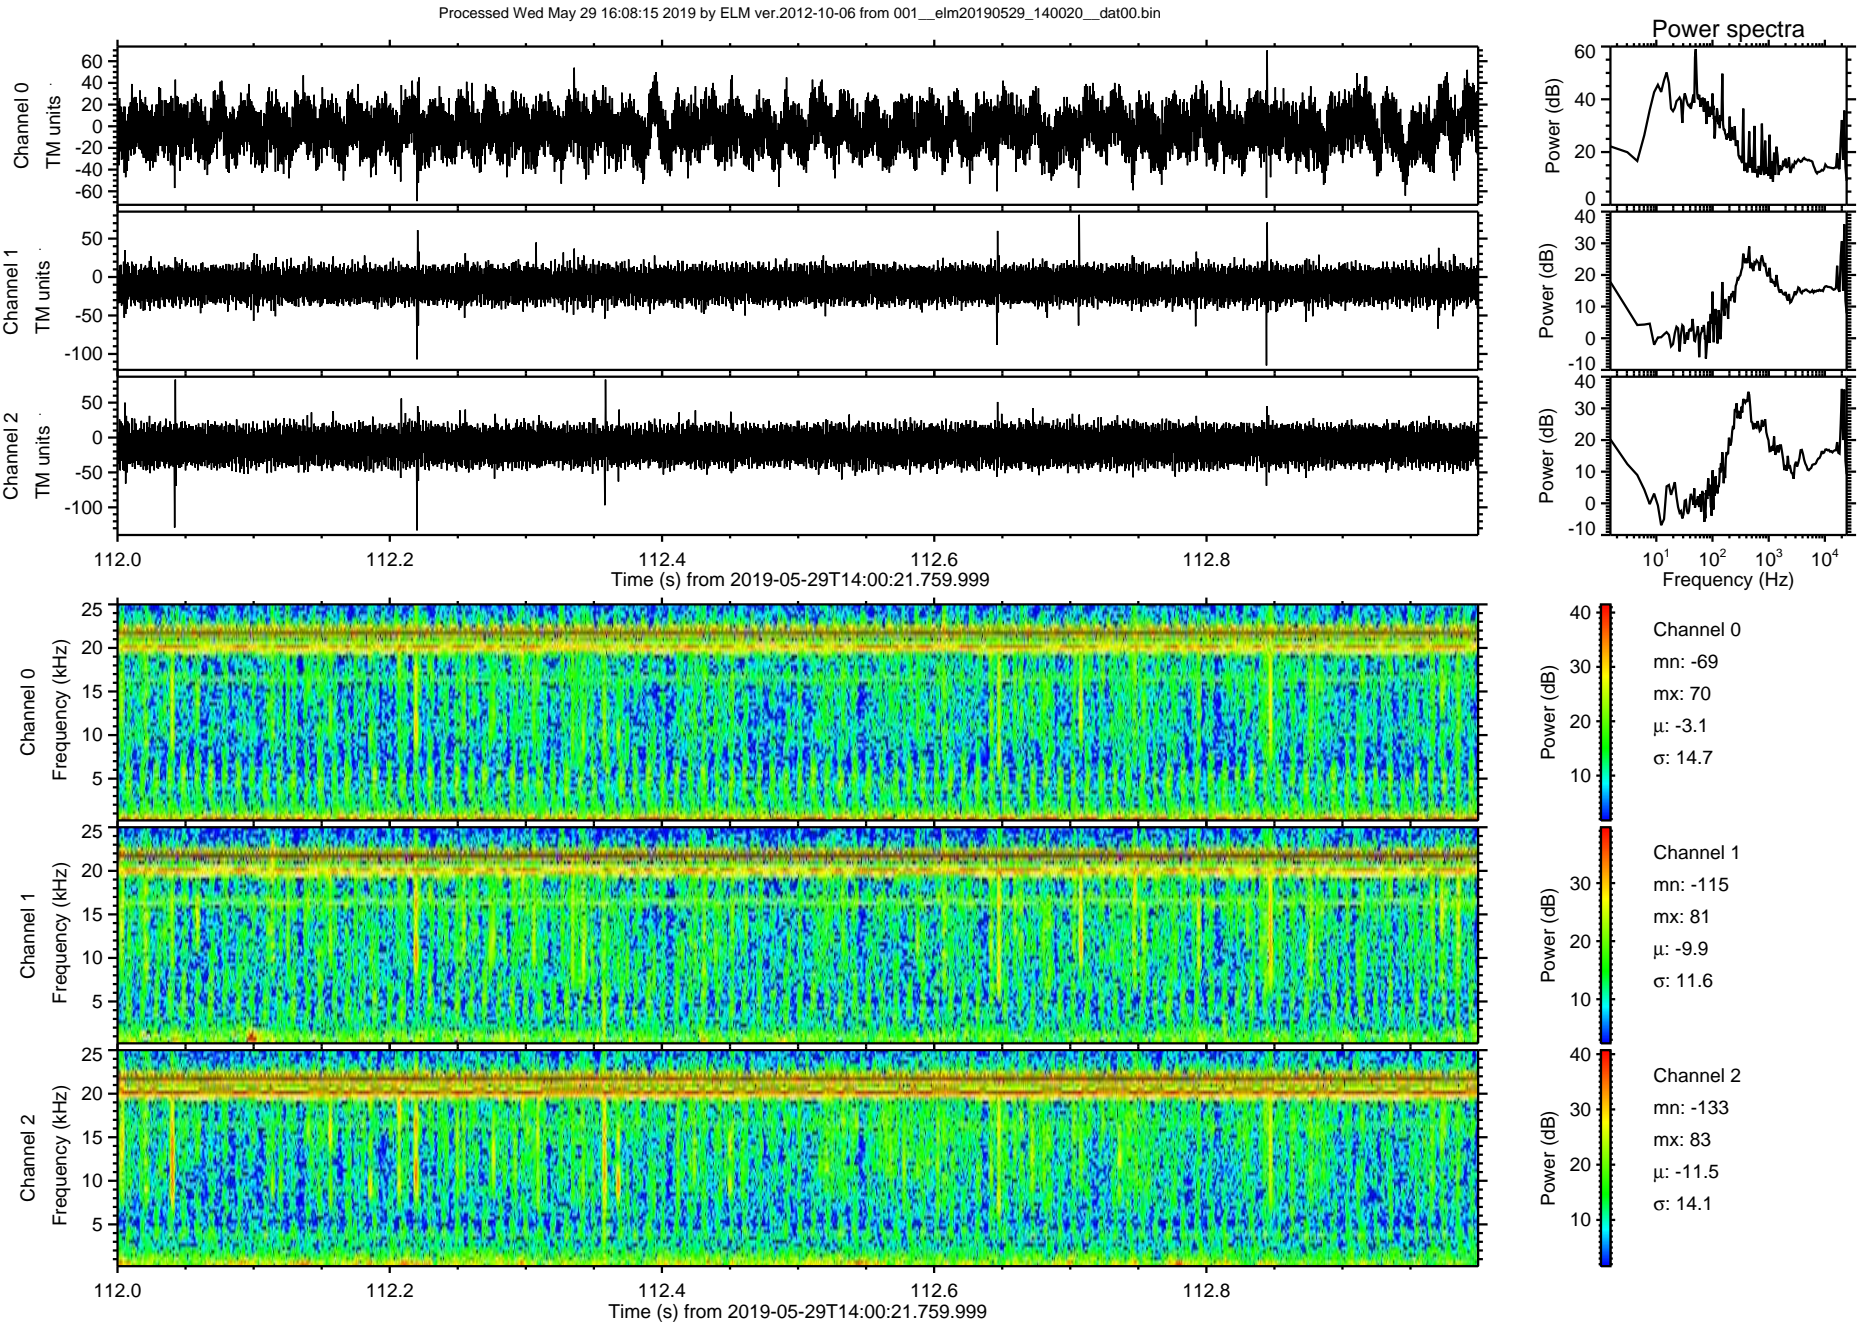 Processed Wed May 29 16:08:15 2019 by ELM ver.2012-10-06 from 001__elm20190529_140020__dat00.bin
Power spectra
Channel 0
TM units
60
40
20
0
-20
-40
-60
Power (dB)
60
40
20
0
Channel 1
TM units
50
0
-50
-100
Power (dB)
40
30
20
10
0
-10
Channel 2
TM units
50
0
-50
-100
Power (dB)
40
30
20
10
0
-10
112.0 112.2 112.4 112.6 112.8
Time (s) from 2019-05-29T14:00:21.759.999
10¹ 10² 10³ 10⁴
Frequency (Hz)
Channel 0
Frequency (kHz)
25
20
15
10
5
Power (dB)
40
30
20
10
Channel 0
mn: -69
mx: 70
μ: -3.1
σ: 14.7
Channel 1
Frequency (kHz)
25
20
15
10
5
Power (dB)
30
20
10
Channel 1
mn: -115
mx: 81
μ: -9.9
σ: 11.6
Channel 2
Frequency (kHz)
25
20
15
10
5
Power (dB)
40
30
20
10
Channel 2
mn: -133
mx: 83
μ: -11.5
σ: 14.1
112.0 112.2 112.4 112.6 112.8
Time (s) from 2019-05-29T14:00:21.759.999